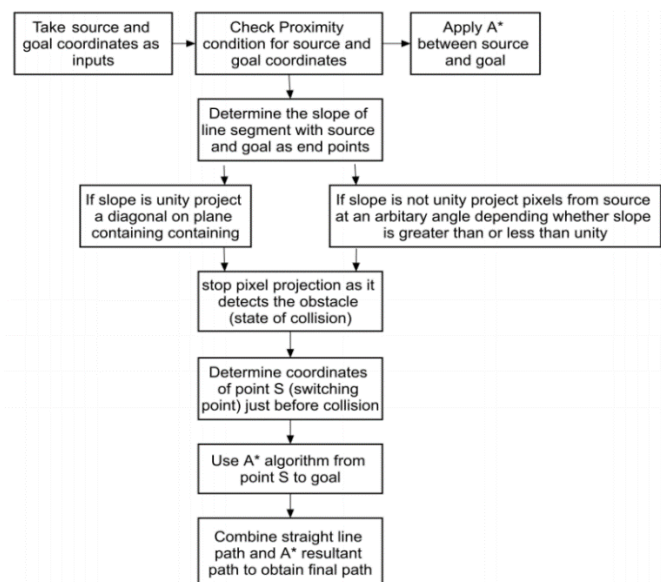 Take source and
goal coordinates as
inputs
Check Proximity
condition for source and
goal coordinates
Apply A*
between source
and goal
Determine the slope of
line segment with source
and goal as end points
If slope is unity project
a diagonal on plane
containing containing
If slope is not unity project pixels from source
at an arbitary angle depending whether slope
is greater than or less than unity
stop pixel projection as it
detects the obstacle
(state of collision)
Determine coordinates
of point S (switching
point) just before collision
Use A* algorithm from
point S to goal
Combine straight line
path and A* resultant
path to obtain final path